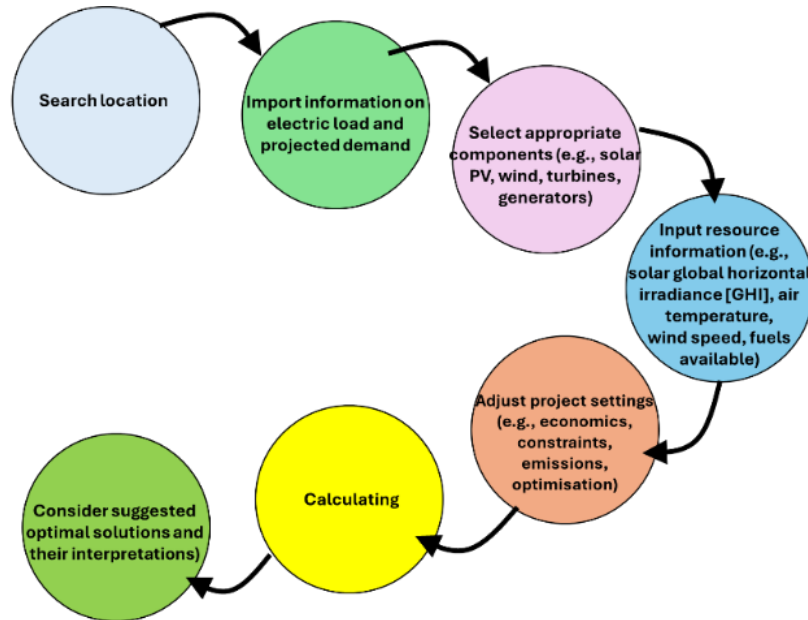 Search location
Import information on
electric load and
projected demand
Select appropriate
components (e.g., solar
PV, wind, turbines,
generators)
Input resource
information (e.g.,
solar global horizontal
irradiance [GHI], air
temperature,
wind speed, fuels
available)
Adjust project settings
(e.g., economics,
constraints,
emissions,
optimisation)
Calculating
Consider suggested
optimal solutions and
their interpretations)